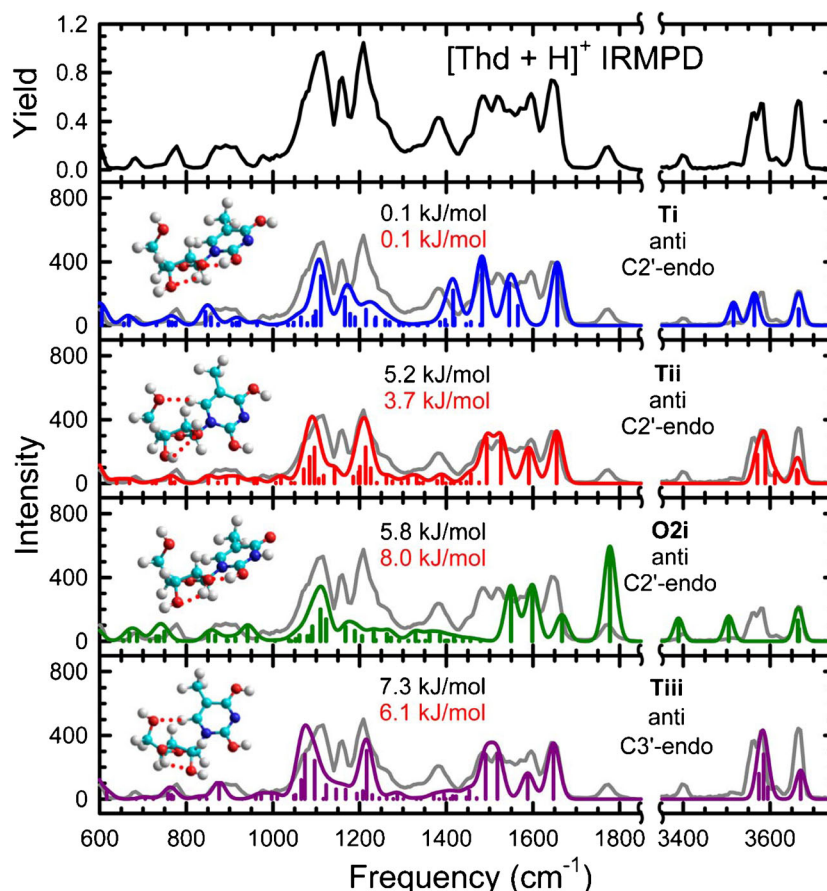 [Thd + H]+ IRMPD
Yield
1.2
0.8
0.4
0.0
Intensity
800
400
0
0.1 kJ/mol
0.1 kJ/mol
Ti
anti
C2'-endo
800
400
0
5.2 kJ/mol
3.7 kJ/mol
Tii
anti
C2'-endo
800
400
0
5.8 kJ/mol
8.0 kJ/mol
O2i
anti
C2'-endo
800
400
0
7.3 kJ/mol
6.1 kJ/mol
Tiii
anti
C3'-endo
600 800 1000 1200 1400 1600 1800 3400 3600
Frequency (cm-1)